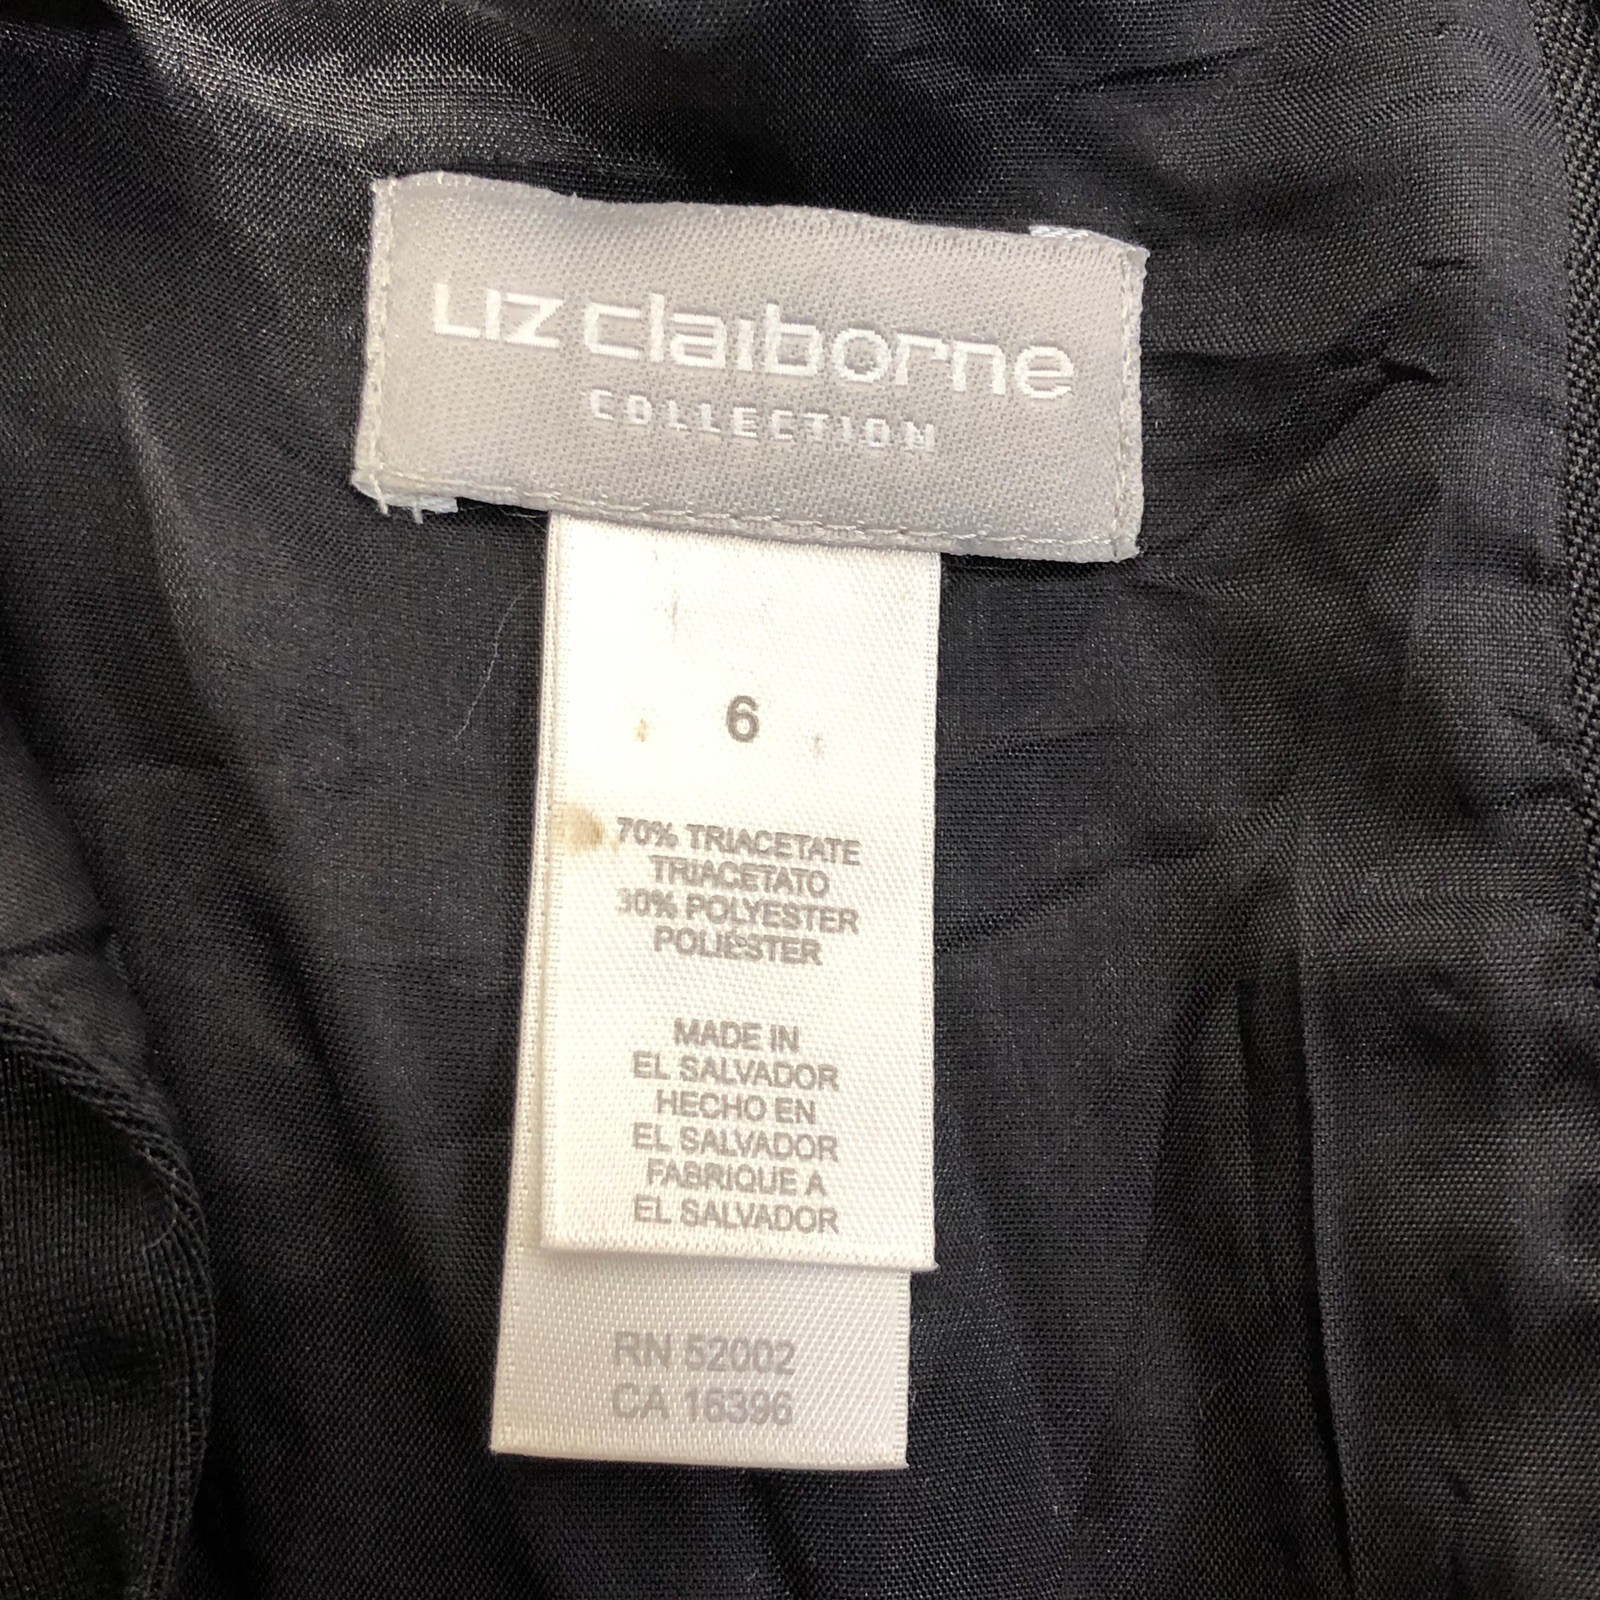 Liz claiborne
COLLECTION
6
70% TRIACETATE
TRIACETATO
30% POLYESTER
POLIÉSTER
MADE IN
EL SALVADOR
HECHO EN
EL SALVADOR
FABRIQUE A
EL SALVADOR
RN 52002
CA 16396